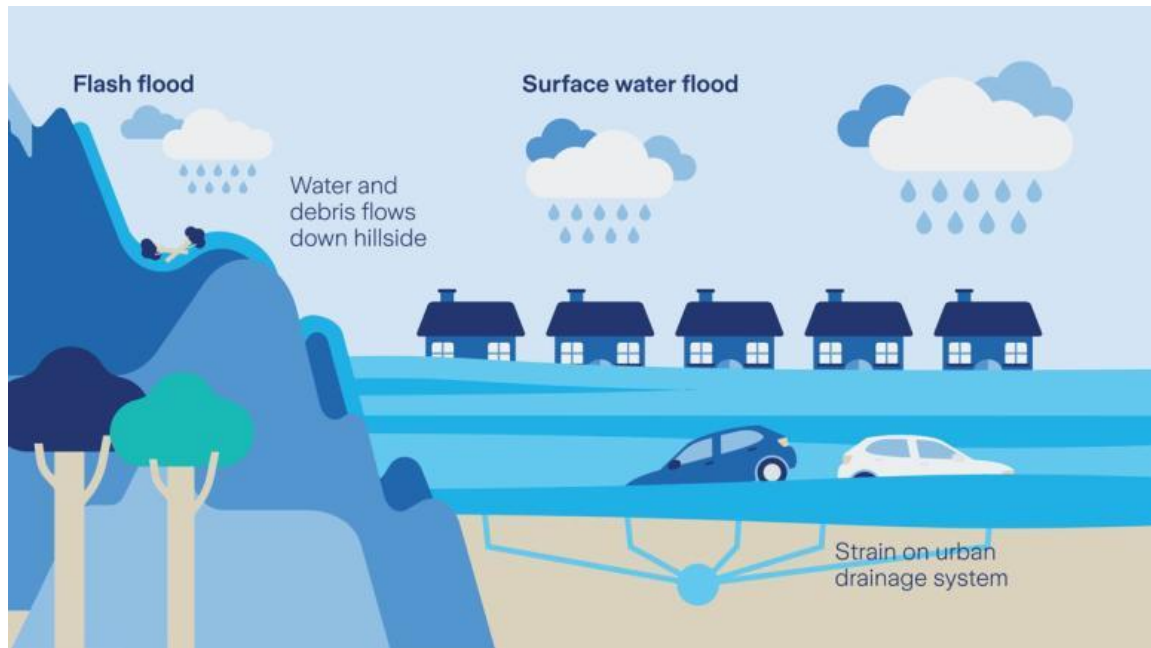 Flash flood
Surface water flood
Water and
debris flows
down hillside
Strain on urban
drainage system